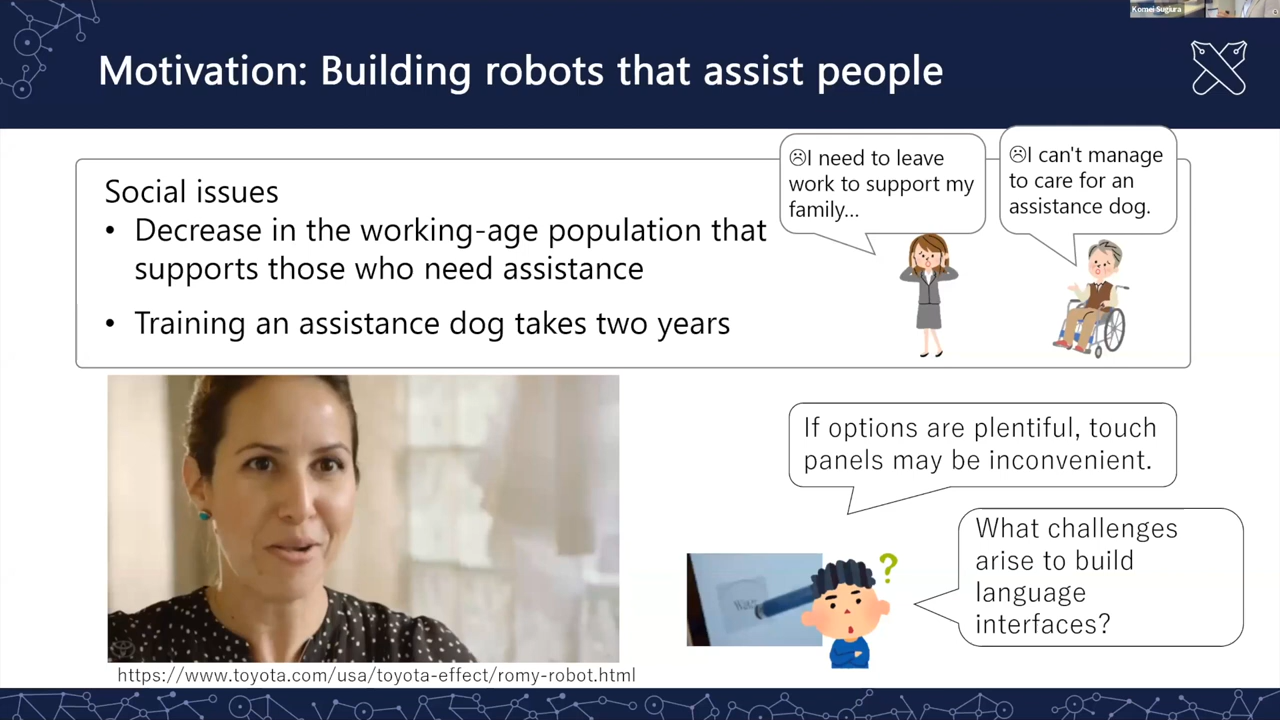 Komei Sugiura
Motivation: Building robots that assist people
☹I need to leave
work to support my
family...
☹I can't manage
to care for an
assistance dog.
Social issues
• Decrease in the working-age population that
supports those who need assistance
• Training an assistance dog takes two years
If options are plentiful, touch
panels may be inconvenient.
What challenges
arise to build
language
interfaces?
?
https://www.toyota.com/usa/toyota-effect/romy-robot.html